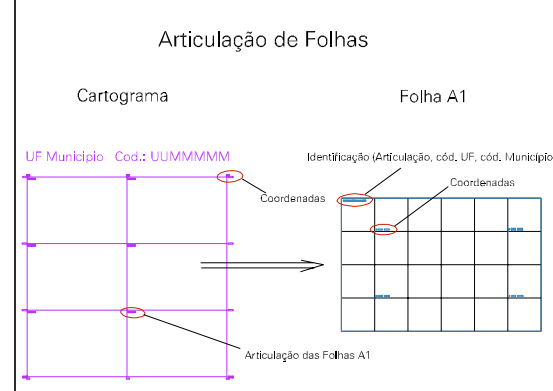 Articulação de Folhas
Cartograma
Folha A1
UF Municipio Cod.: UUMMMMM
Identificação (Articulação, cód. UF, cód. Município
Coordenadas
Coordenadas
Articulação das Folhas A1